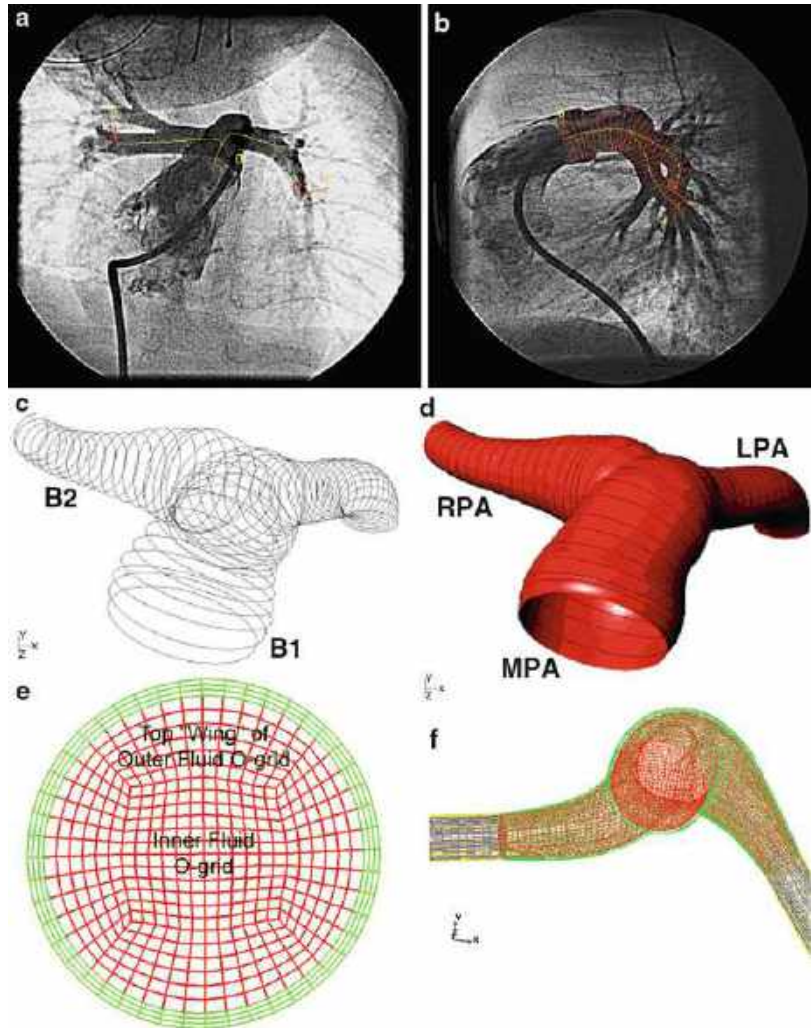 a
b
c
B2
B1
Y
Z x
d
LPA
RPA
MPA
Y
Z x
e
Top "Wing" of
Outer Fluid O-grid
Inner Fluid
O-grid
f
Y
Z x